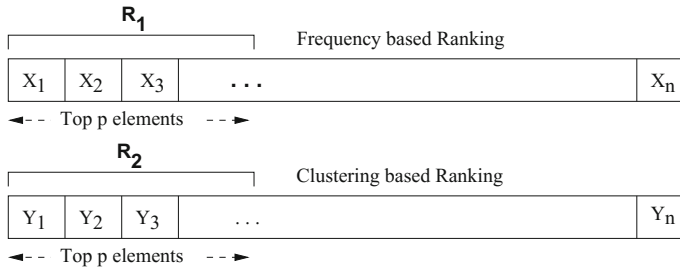 R1
Frequency based Ranking
X1 X2 X3 ... Xn
Top p elements
R2
Clustering based Ranking
Y1 Y2 Y3 ... Yn
Top p elements